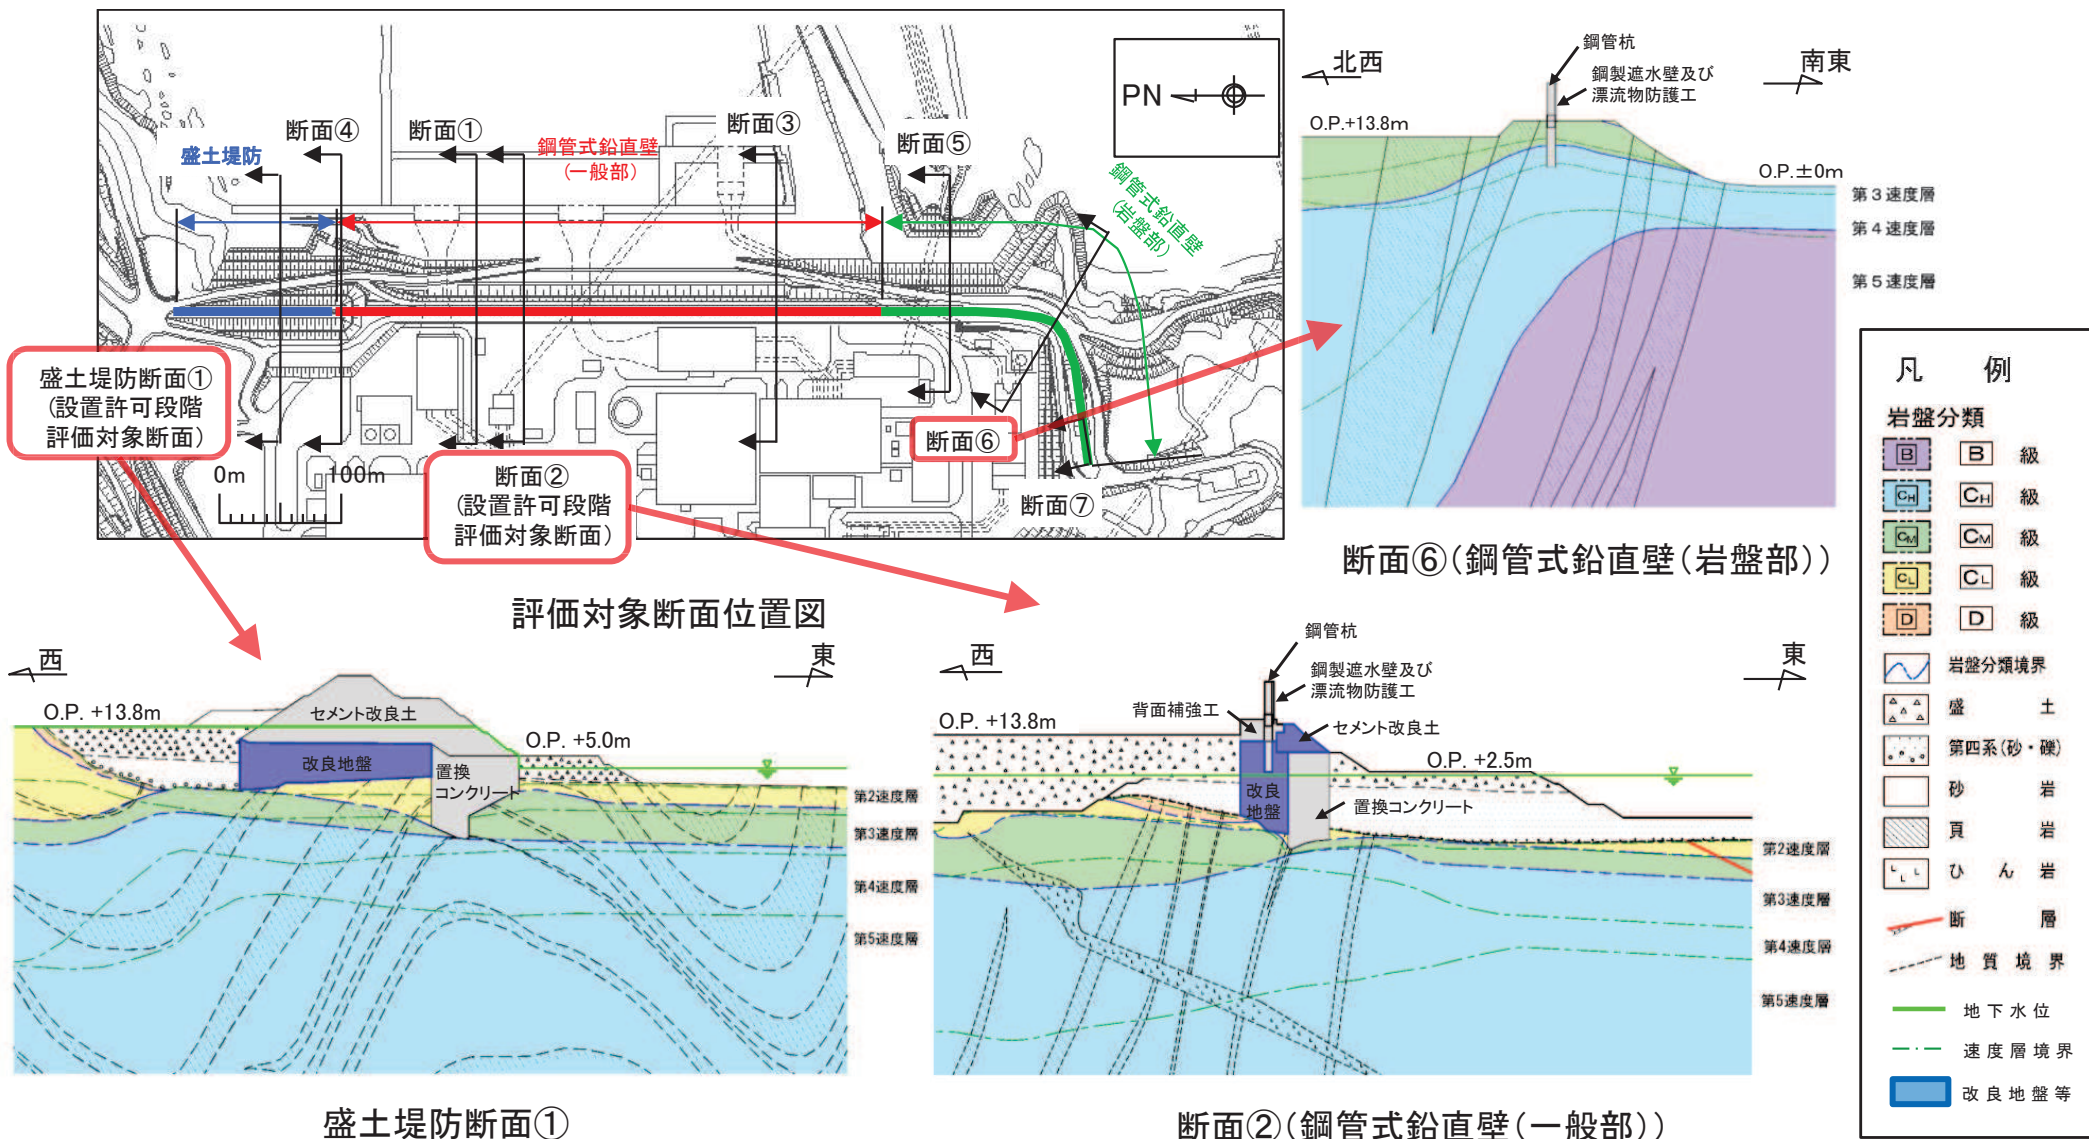 断面④
断面①
断面③
断面⑤
盛土堤防
鋼管式鉛直壁
(一般部)
鋼管式鉛直壁
(岩盤部)
PN
盛土堤防断面①
(設置許可段階
評価対象断面)
0m
100m
断面②
(設置許可段階
評価対象断面)
断面⑥
断面⑦
評価対象断面位置図
北西
南東
鋼管杭
鋼製遮水壁及び
漂流物防護工
O.P.+13.8m
O.P.±0m
第3速度層
第4速度層
第5速度層
断面⑥(鋼管式鉛直壁(岩盤部))
西
東
O.P. +13.8m
セメント改良土
O.P. +5.0m
改良地盤
置換
コンクリート
第2速度層
第3速度層
第4速度層
第5速度層
盛土堤防断面①
西
東
鋼管杭
鋼製遮水壁及び
漂流物防護工
背面補強工
セメント改良土
O.P. +13.8m
O.P. +2.5m
改良
地盤
置換コンクリート
第2速度層
第3速度層
第4速度層
第5速度層
断面②(鋼管式鉛直壁(一般部))
凡 例
岩盤分類
B B 級
CH CH 級
CM CM 級
CL CL 級
D D 級
岩盤分類境界
盛 土
第四系(砂・礫)
砂 岩
頁 岩
ひ ん 岩
断 層
地 質 境 界
地 下 水 位
速 度 層 境 界
改 良 地 盤 等